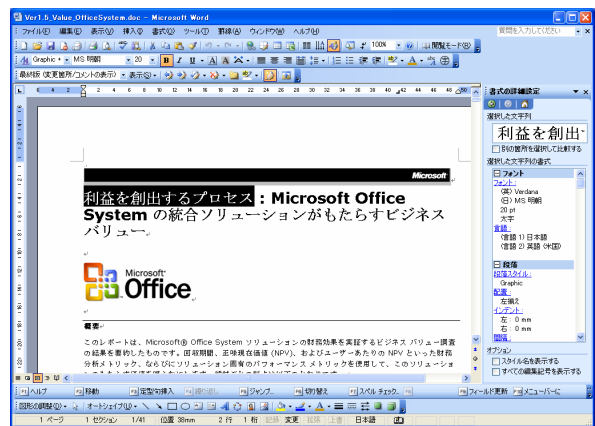 Ver1.5_Value_OfficeSystem.doc - Microsoft Word
ファイル(F) 編集(E) 表示(V) 挿入(I) 書式(O) ツール(T) 罫線(A) ウィンドウ(W) ヘルプ(H) 質問を入力してください
100% 閲覧モード(R)
Graphic + MS 明朝 20 B I U A A
最終版 (変更箇所/コメントの表示) 表示(S)
書式の詳細設定
選択した文字列
利益を創出
別の箇所を選択して比較する
選択した文字列の書式
フォント
フォント:
(英) Verdana
(日) MS 明朝
20 pt
太字
言語:
(言語 1) 日本語
(言語 2) 英語 (米国)
段落
段落スタイル:
Graphic
配置:
左揃え
インデント:
左: 0 mm
右: 0 mm
間隔:
オプション
スタイル名を表示する
すべての編集記号を表示する
Microsoft
利益を創出するプロセス : Microsoft Office
System の統合ソリューションがもたらすビジネス
バリュー
Microsoft
Office
概要
このレポートは、Microsoft® Office System ソリューションの財務効果を実証するビジネス バリュー調査
の結果を要約したものです。回収期間、正味現在価値 (NPV)、およびユーザーあたりの NPV といった財務
分析メトリック、ならびにソリューション固有のパフォーマンス メトリックを使用して、このソリューショ
F1 ヘルプ F2 移動 F3 定型句挿入 F4 繰り返し F5 ジャンプ... F6 切り替え F7 スペル チェック... F9 フィールド更新 F10 メニューバーに
図形の調整(D) オートシェイプ(U)
1 ページ 1 セクション 1/41 位置 38mm 2 行 1 桁 記録 変更 拡張 上書 日本語